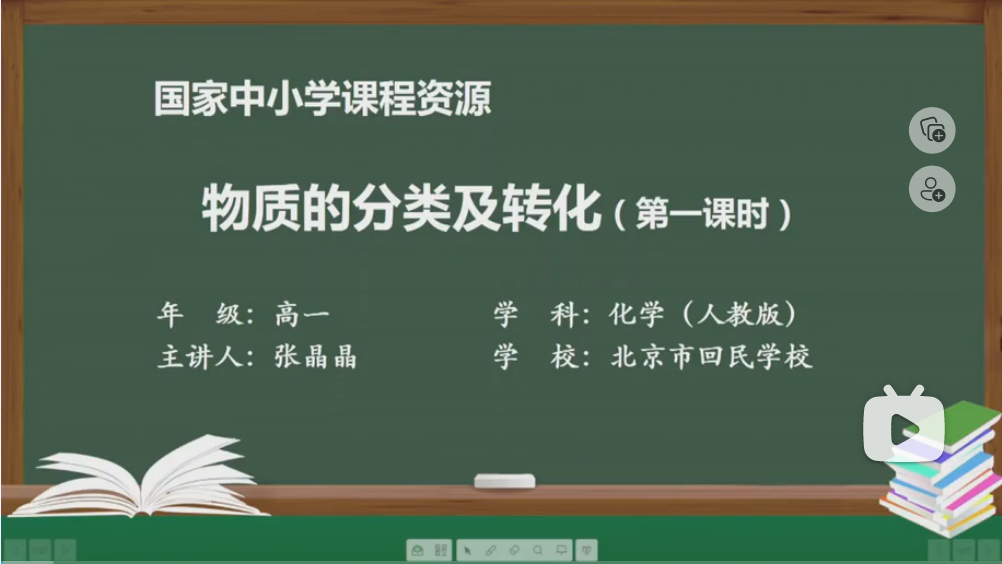 国家中小学课程资源
物质的分类及转化（第一课时）
年 级：高一 学 科：化学（人教版）
主讲人：张晶晶 学 校：北京市回民学校